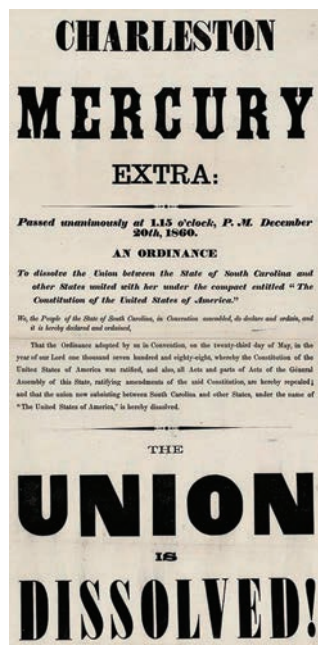 CHARLESTON
MERCURY
EXTRA:
Passed unanimously at 1.15 o'clock, P. M. December
20th, 1860.
AN ORDINANCE
To dissolve the Union between the State of South Carolina and
other States united with her under the compact entitled "The
Constitution of the United States of America."
We, the People of the State of South Carolina, in Convention assembled, do declare and ordain, and
it is hereby declared and ordained,
That the Ordinance adopted by us in Convention, on the twenty-third day of May, in the
year of our Lord one thousand seven hundred and eighty-eight, whereby the Constitution of the
United States of America was ratified, and also, all Acts and parts of Acts of the General
Assembly of this State, ratifying amendments of the said Constitution, are hereby repealed;
and that the union now subsisting between South Carolina and other States, under the name of
"The United States of America," is hereby dissolved.
THE
UNION
IS
DISSOLVED!